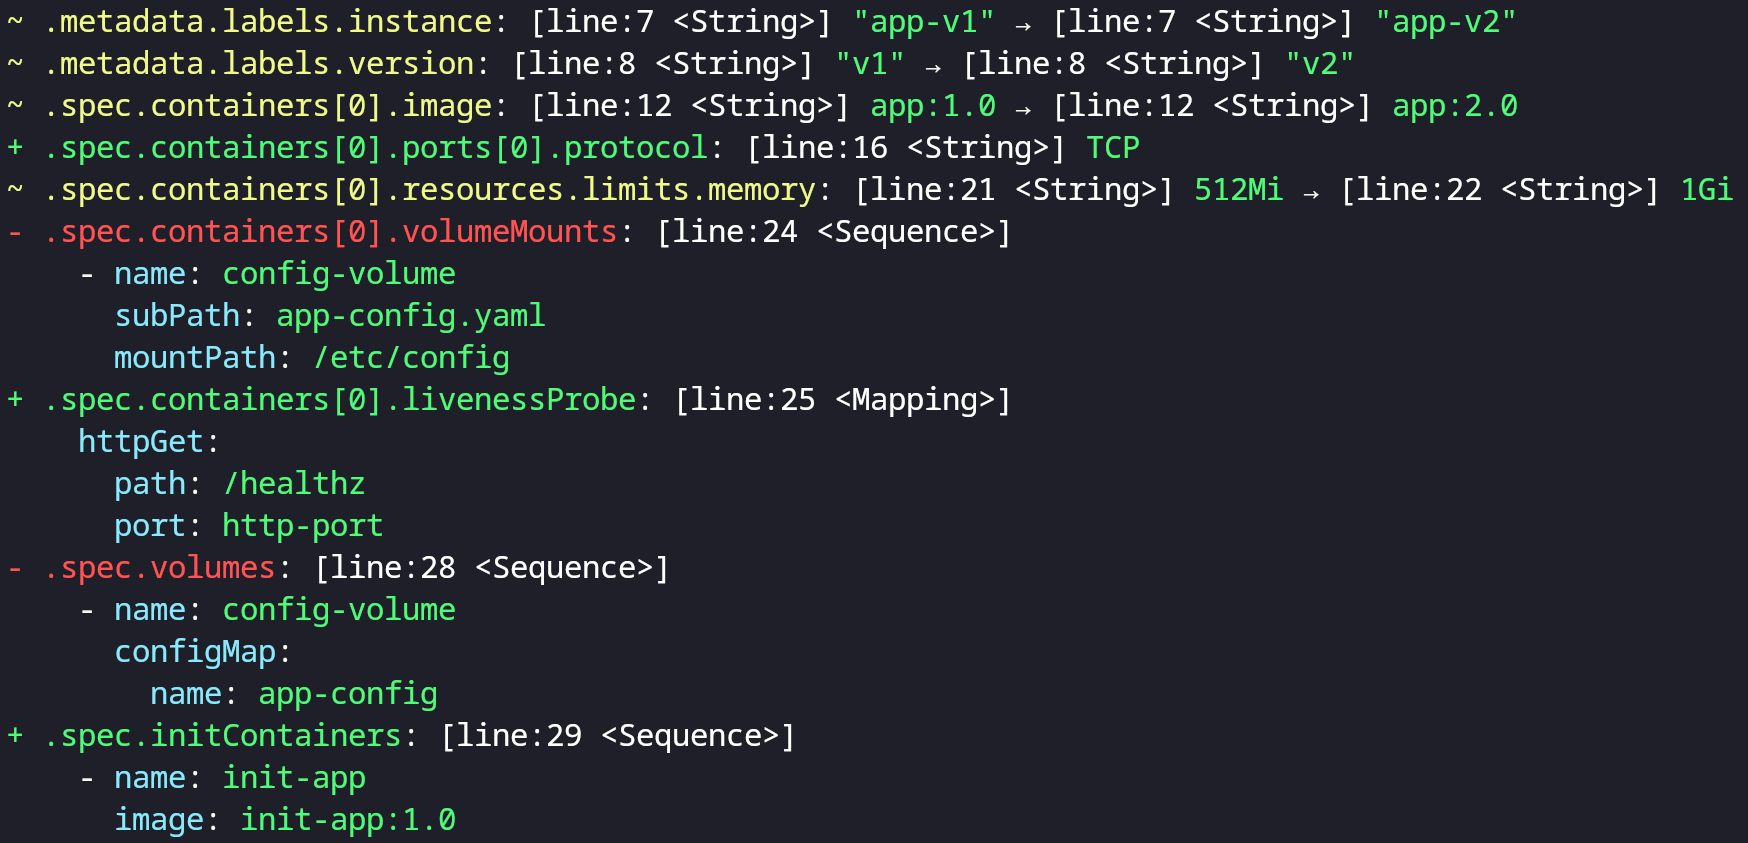 ~ .metadata.labels.instance: [line:7 <String>] "app-v1" → [line:7 <String>] "app-v2"
~ .metadata.labels.version: [line:8 <String>] "v1" → [line:8 <String>] "v2"
~ .spec.containers[0].image: [line:12 <String>] app:1.0 → [line:12 <String>] app:2.0
+ .spec.containers[0].ports[0].protocol: [line:16 <String>] TCP
~ .spec.containers[0].resources.limits.memory: [line:21 <String>] 512Mi → [line:22 <String>] 1Gi
- .spec.containers[0].volumeMounts: [line:24 <Sequence>]
    - name: config-volume
      subPath: app-config.yaml
      mountPath: /etc/config
+ .spec.containers[0].livenessProbe: [line:25 <Mapping>]
    httpGet:
      path: /healthz
      port: http-port
- .spec.volumes: [line:28 <Sequence>]
    - name: config-volume
      configMap:
        name: app-config
+ .spec.initContainers: [line:29 <Sequence>]
    - name: init-app
      image: init-app:1.0